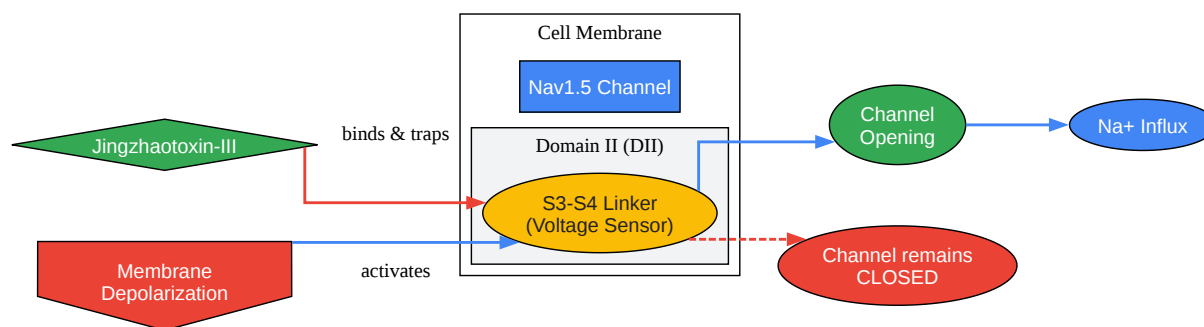 Cell Membrane
Nav1.5 Channel
Jingzhaotoxin-III
binds & traps
Domain II (DII)
S3-S4 Linker
(Voltage Sensor)
Channel
Opening
Na+ Influx
Membrane
Depolarization
activates
Channel remains
CLOSED